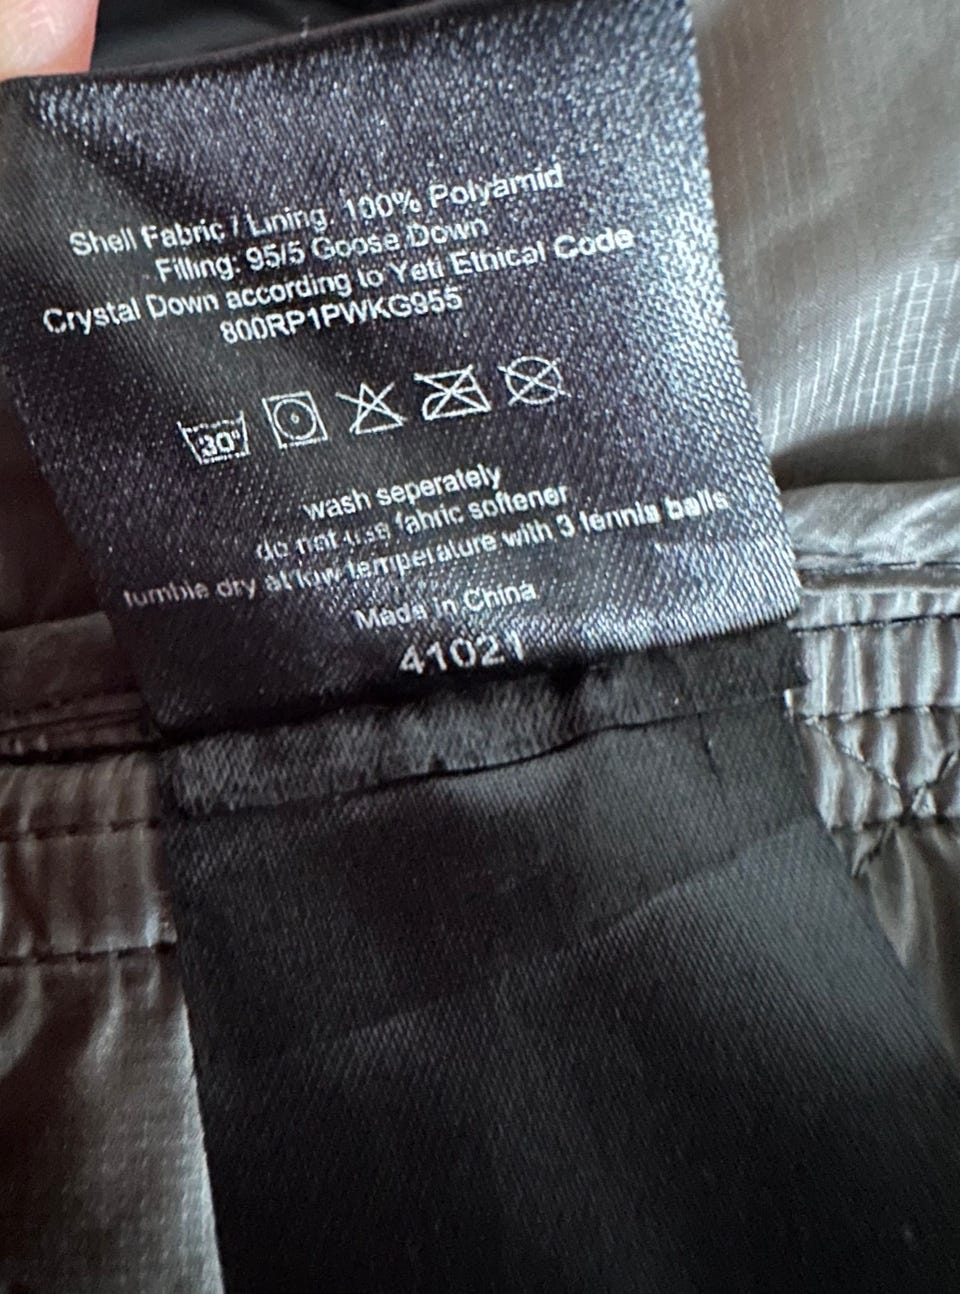 Shell Fabric / Lining 100% Polyamid
Filling: 95/5 Goose Down
Crystal Down according to Yeti Ethical Code
800RP1PWKG955
30°
wash seperately
do not use fabric softener
tumble dry at low temperature with 3 tennis balls
Made in China
41021